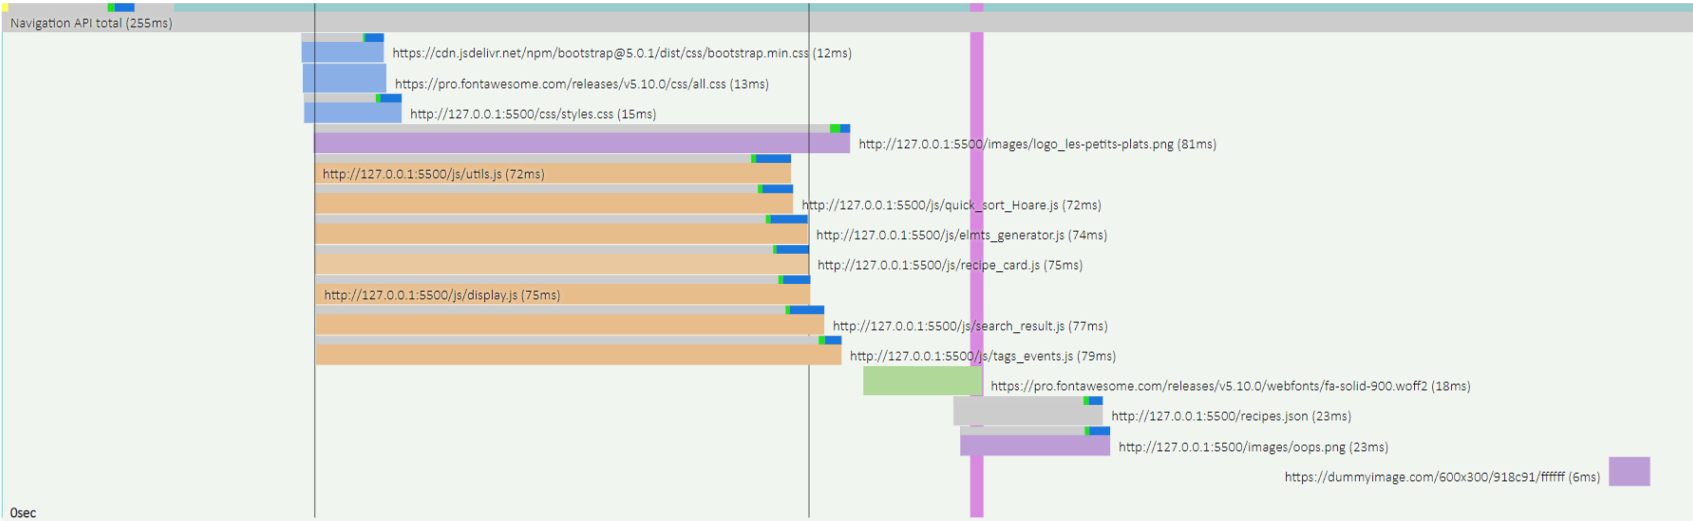 Navigation API total (255ms)
https://cdn.jsdelivr.net/npm/bootstrap@5.0.1/dist/css/bootstrap.min.css (12ms)
https://pro.fontawesome.com/releases/v5.10.0/css/all.css (13ms)
http://127.0.0.1:5500/css/styles.css (15ms)
http://127.0.0.1:5500/images/logo_les-petits-plats.png (81ms)
http://127.0.0.1:5500/js/utils.js (72ms)
http://127.0.0.1:5500/js/quick_sort_Hoare.js (72ms)
http://127.0.0.1:5500/js/elmts_generator.js (74ms)
http://127.0.0.1:5500/js/recipe_card.js (75ms)
http://127.0.0.1:5500/js/display.js (75ms)
http://127.0.0.1:5500/js/search_result.js (77ms)
http://127.0.0.1:5500/js/tags_events.js (79ms)
https://pro.fontawesome.com/releases/v5.10.0/webfonts/fa-solid-900.woff2 (18ms)
http://127.0.0.1:5500/recipes.json (23ms)
http://127.0.0.1:5500/images/oops.png (23ms)
https://dummyimage.com/600x300/918c91/ffffff (6ms)
0sec